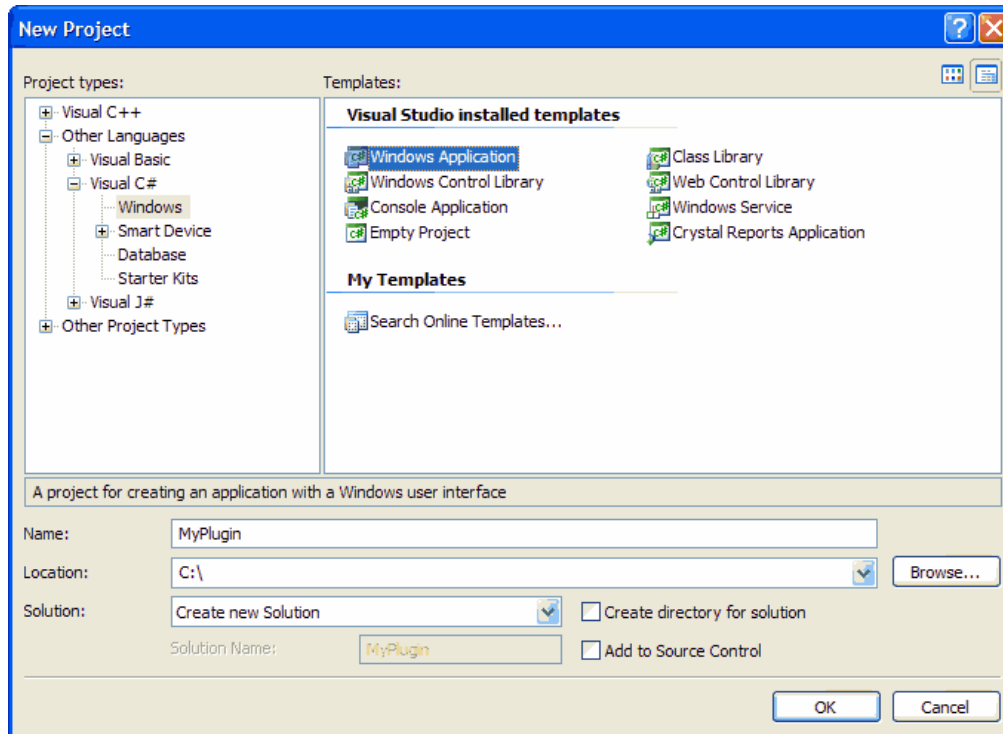 New Project
Project types:
Templates:
Visual C++
Other Languages
Visual Basic
Visual C#
Windows
Smart Device
Database
Starter Kits
Visual J#
Other Project Types
Visual Studio installed templates
Windows Application
Class Library
Windows Control Library
Web Control Library
Console Application
Windows Service
Empty Project
Crystal Reports Application
My Templates
Search Online Templates...
A project for creating an application with a Windows user interface
Name: MyPlugin
Location: C:\ Browse...
Solution: Create new Solution Create directory for solution
Solution Name: MyPlugin Add to Source Control
OK Cancel